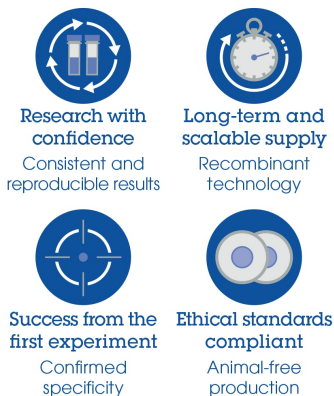 Research with
confidence
Consistent and
reproducible results
Long-term and
scalable supply
Recombinant
technology
Success from the
first experiment
Confirmed
specificity
Ethical standards
compliant
Animal-free
production